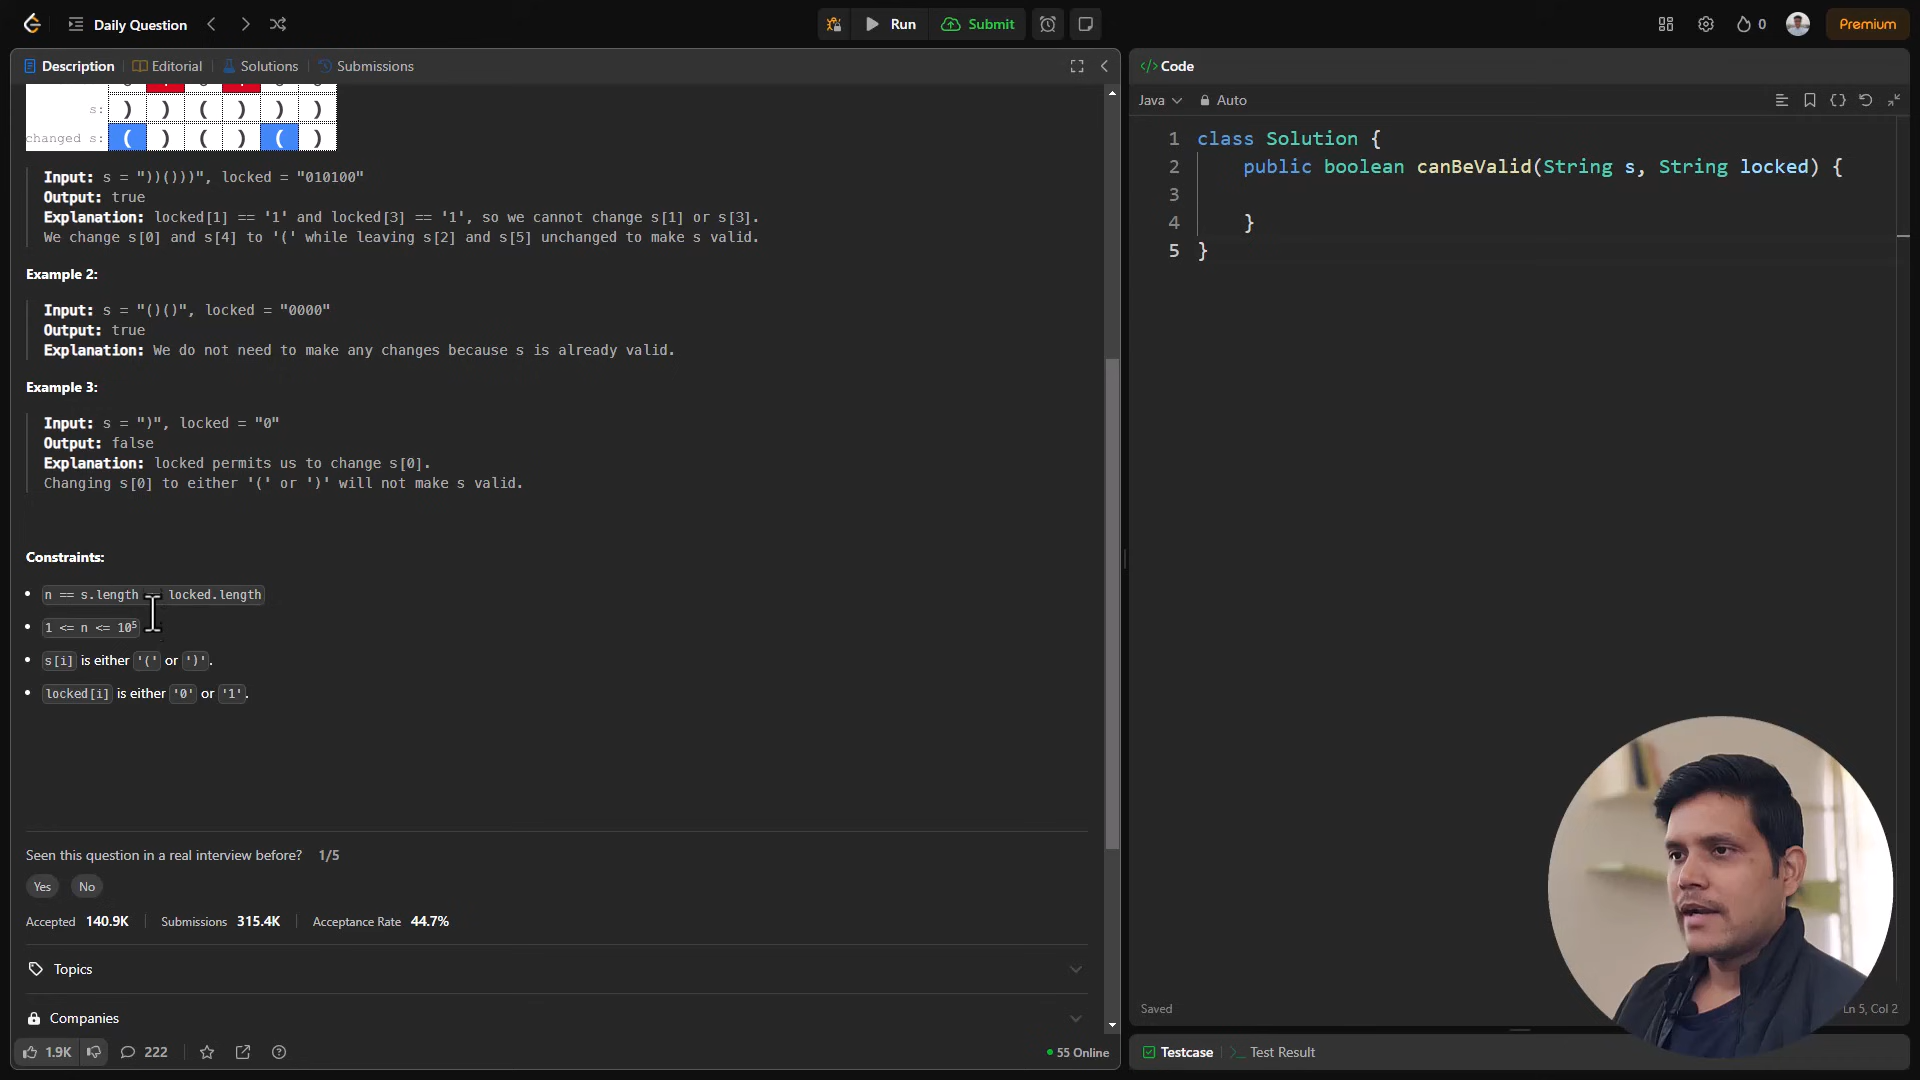 Daily Question
Run
Submit
0
Premium
Description
Editorial
Solutions
Submissions
s: ) ) ( ) ) )
changed s: ( ) ( ) ( )
Input: s = "))()))", locked = "010100"
Output: true
Explanation: locked[1] == '1' and locked[3] == '1', so we cannot change s[1] or s[3].
We change s[0] and s[4] to '(' while leaving s[2] and s[5] unchanged to make s valid.
Example 2:
Input: s = "()()", locked = "0000"
Output: true
Explanation: We do not need to make any changes because s is already valid.
Example 3:
Input: s = ")", locked = "0"
Output: false
Explanation: locked permits us to change s[0].
Changing s[0] to either '(' or ')' will not make s valid.
Constraints:
n == s.length == locked.length
1 <= n <= 10⁵
s[i] is either '(' or ')'.
locked[i] is either '0' or '1'.
Seen this question in a real interview before? 1/5
Yes No
Accepted 140.9K Submissions 315.4K Acceptance Rate 44.7%
Topics
Companies
1.9K 222 55 Online
Code
Java Auto
1 class Solution {
2 public boolean canBeValid(String s, String locked) {
3
4 }
5 }
Saved
Ln 5, Col 2
Testcase
Test Result